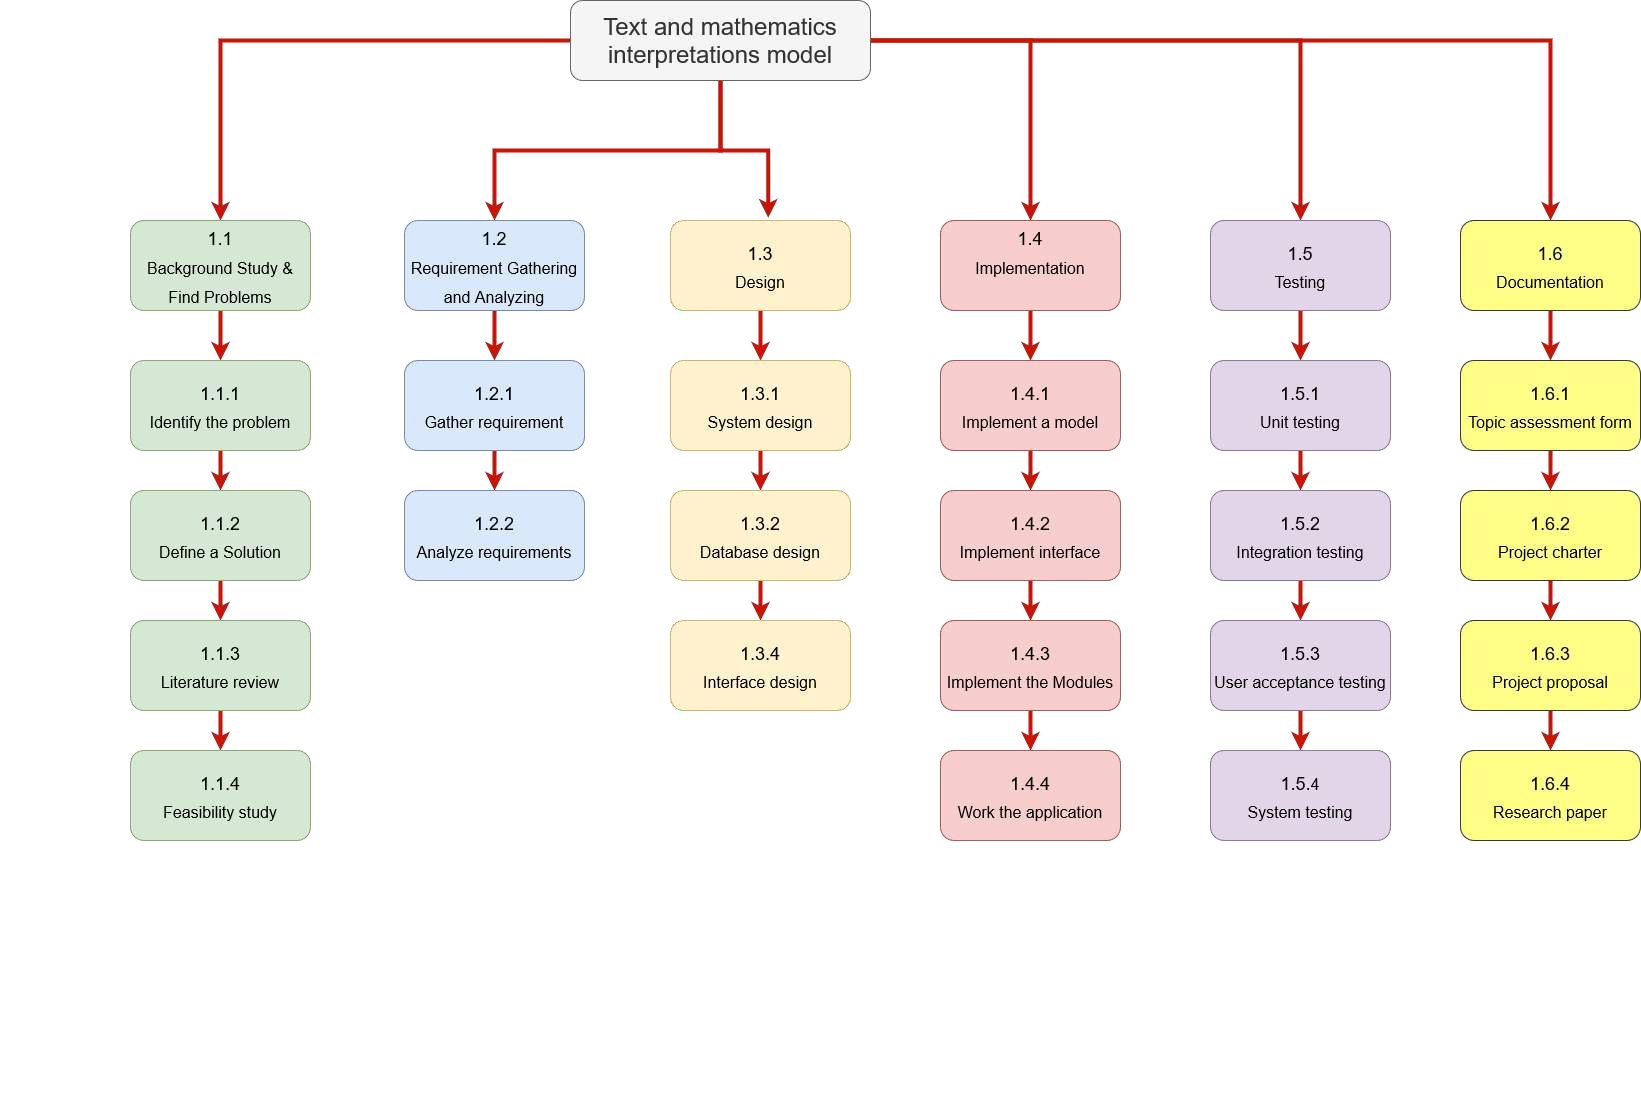 Text and mathematics
interpretations model
1.1
Background Study &
Find Problems
1.2
Requirement Gathering
and Analyzing
1.3
Design
1.4
Implementation
1.5
Testing
1.6
Documentation
1.1.1
Identify the problem
1.2.1
Gather requirement
1.3.1
System design
1.4.1
Implement a model
1.5.1
Unit testing
1.6.1
Topic assessment form
1.1.2
Define a Solution
1.2.2
Analyze requirements
1.3.2
Database design
1.4.2
Implement interface
1.5.2
Integration testing
1.6.2
Project charter
1.1.3
Literature review
1.3.4
Interface design
1.4.3
Implement the Modules
1.5.3
User acceptance testing
1.6.3
Project proposal
1.1.4
Feasibility study
1.4.4
Work the application
1.5.4
System testing
1.6.4
Research paper